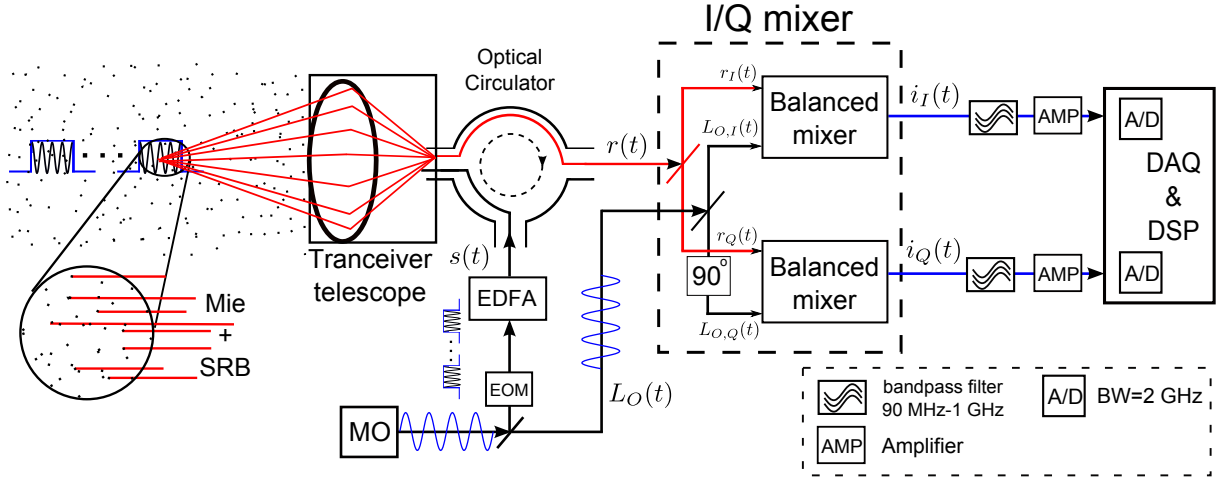 I/Q mixer
Optical
Circulator
r_I(t)
Balanced
mixer
i_I(t)
AMP
A/D
L_{O,I}(t)
r(t)
DAQ
&
DSP
r_Q(t)
i_Q(t)
Balanced
mixer
AMP
A/D
90°
L_{O,Q}(t)
Tranceiver
telescope
s(t)
EDFA
Mie
+
SRB
EOM
L_O(t)
MO
bandpass filter
90 MHz-1 GHz
A/D
BW=2 GHz
AMP
Amplifier